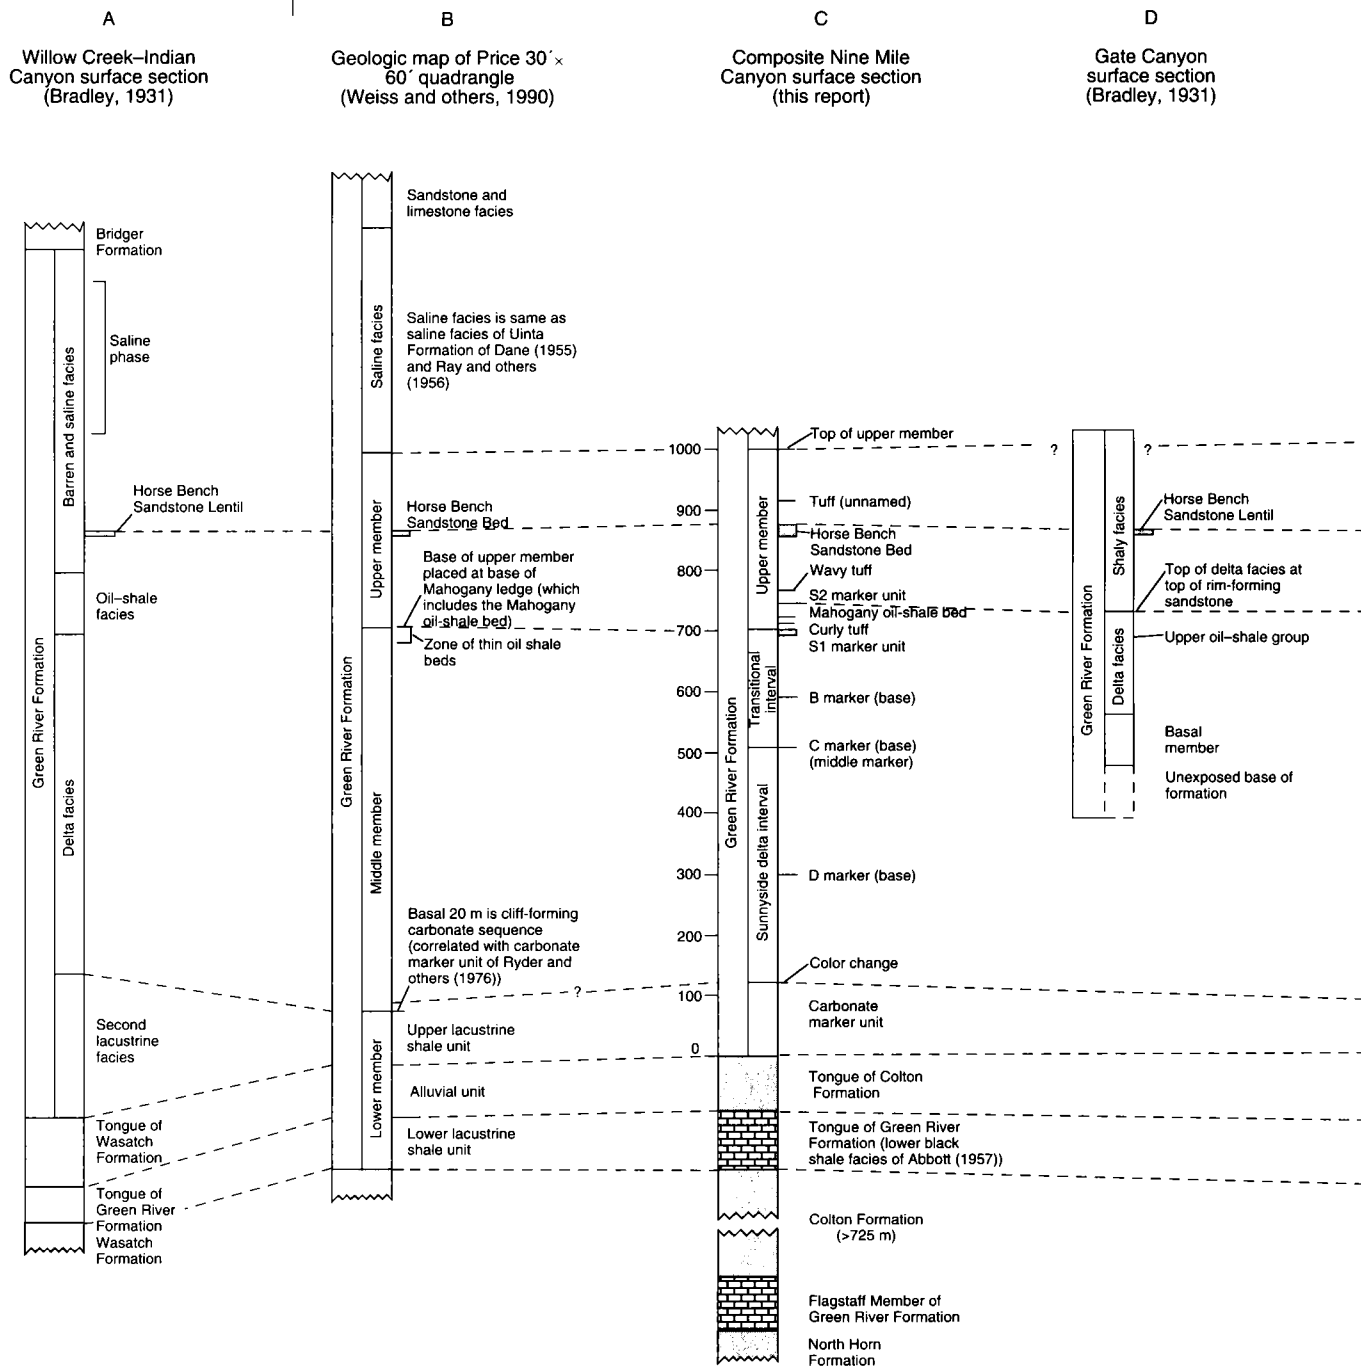 A
Willow Creek–Indian
Canyon surface section
(Bradley, 1931)
Bridger
Formation
Saline
phase
Barren and saline facies
Horse Bench
Sandstone Lentil
Oil–shale
facies
Green River Formation
Delta facies
Second
lacustrine
facies
Tongue of
Wasatch
Formation
Tongue of
Green River
Formation
Wasatch
Formation
B
Geologic map of Price 30´ ×
60´ quadrangle
(Weiss and others, 1990)
Sandstone and
limestone facies
Saline facies
Saline facies is same as
saline facies of Uinta
Formation of Dane (1955)
and Ray and others
(1956)
Horse Bench
Sandstone Bed
Upper member
Base of upper member
placed at base of
Mahogany ledge (which
includes the Mahogany
oil-shale bed)
Zone of thin oil shale
beds
Green River Formation
Middle member
Basal 20 m is cliff-forming
carbonate sequence
(correlated with carbonate
marker unit of Ryder and
others (1976))
?
Upper lacustrine
shale unit
Lower member
Alluvial unit
Lower lacustrine
shale unit
C
Composite Nine Mile
Canyon surface section
(this report)
1000
900
800
700
600
500
400
300
200
100
0
Top of upper member
Tuff (unnamed)
Upper member
Horse Bench
Sandstone Bed
Wavy tuff
S2 marker unit
Mahogany oil-shale bed
Curly tuff
S1 marker unit
Transitional
interval
B marker (base)
C marker (base)
(middle marker)
Green River Formation
Sunnyside delta interval
D marker (base)
Color change
Carbonate
marker unit
Tongue of Colton
Formation
Tongue of Green River
Formation (lower black
shale facies of Abbott (1957))
Colton Formation
(>725 m)
Flagstaff Member of
Green River Formation
North Horn
Formation
D
Gate Canyon
surface section
(Bradley, 1931)
?
?
Shaly facies
Horse Bench
Sandstone Lentil
Top of delta facies at
top of rim-forming
sandstone
Green River Formation
Delta facies
Upper oil–shale group
Basal
member
Unexposed base of
formation